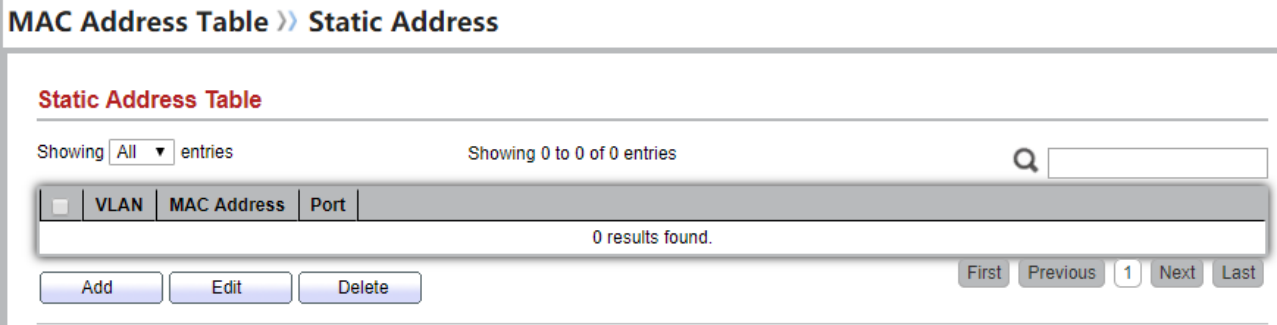 MAC Address Table » Static Address
Static Address Table
Showing All ▼ entries Showing 0 to 0 of 0 entries
VLAN MAC Address Port
0 results found.
Add Edit Delete First Previous 1 Next Last